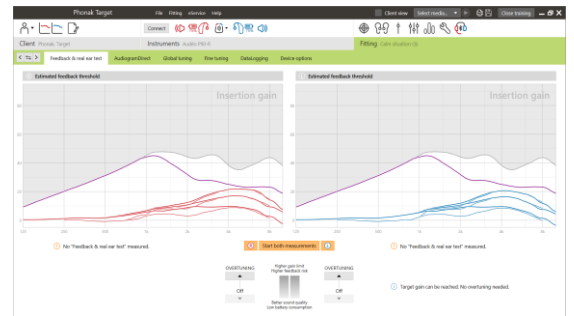 Phonak Target
File Fitting eService Help
Client view Select media... Close training
Connect
Client Phonak, Target
Instruments Audéo
Fitting Calm situation
Feedback & real ear test AudiogramDirect Global tuning Fine tuning DataLogging Device options
Estimated feedback threshold Estimated feedback threshold
Insertion gain Insertion gain
No "Feedback & real ear test" measured. Start both measurements No "Feedback & real ear test" measured.
OVERTUNING Higher gain limit OVERTUNING
Higher feedback risk
Off Off
Target gain can be reached. No overtuning needed.
Better sound quality
Low battery consumption